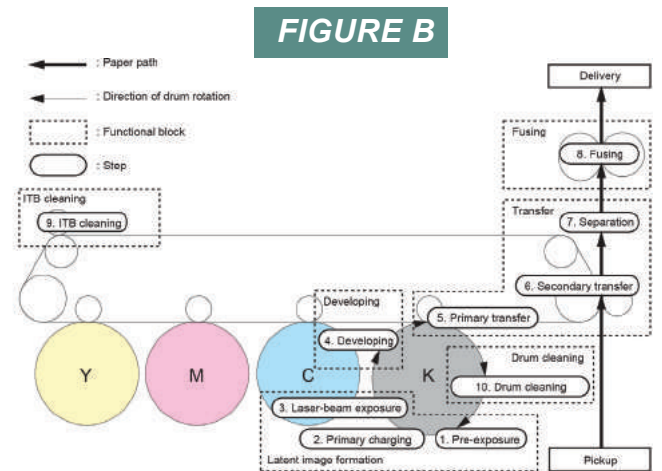 FIGURE B
: Paper path
: Direction of drum rotation
: Functional block
: Step
Delivery
Fusing
8. Fusing
ITB cleaning
9. ITB cleaning
Transfer
7. Separation
6. Secondary transfer
Developing
5. Primary transfer
4. Developing
Y
M
C
K
Drum cleaning
10. Drum cleaning
3. Laser-beam exposure
2. Primary charging
1. Pre-exposure
Latent image formation
Pickup